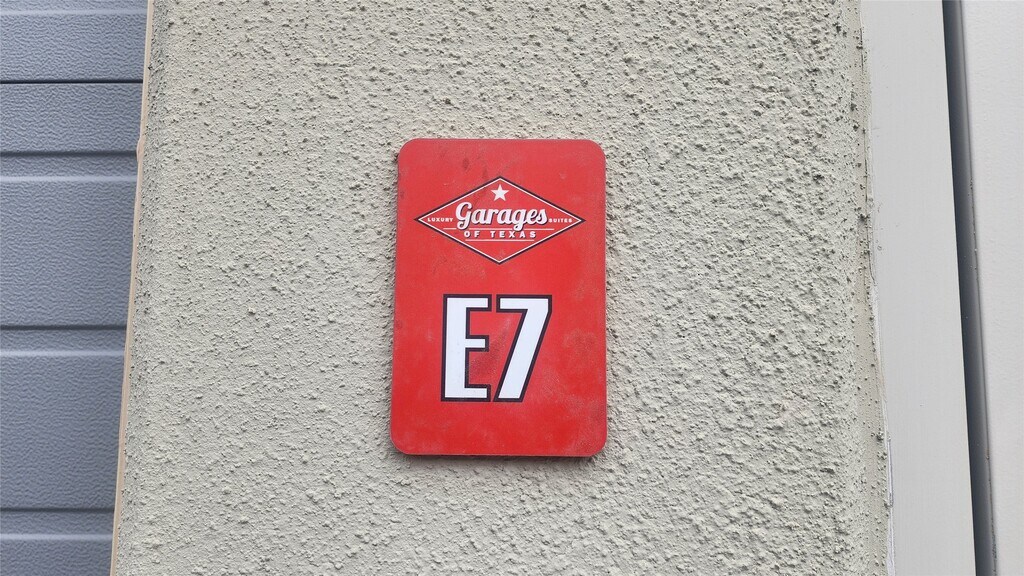 Garages
LUXURY SUITES
OF TEXAS
E7